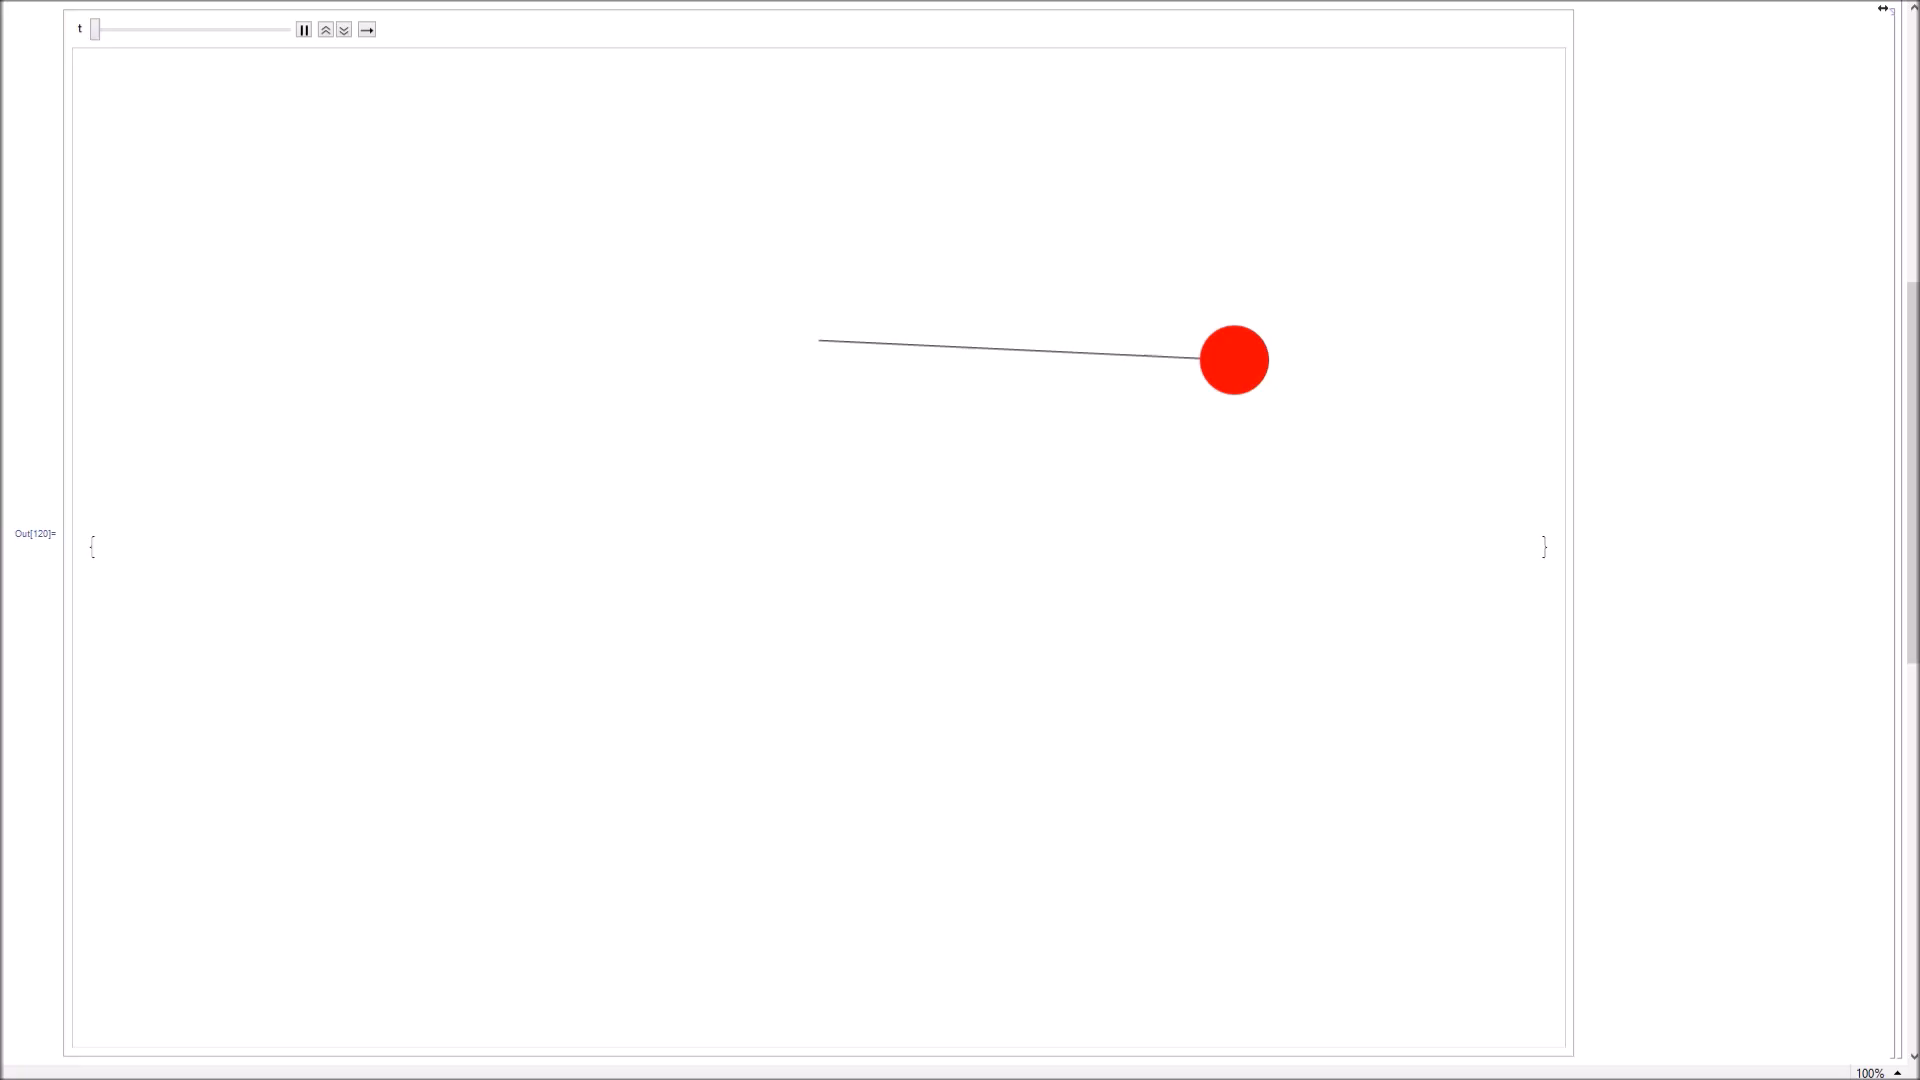 t
Out[120]=
{ }
100%